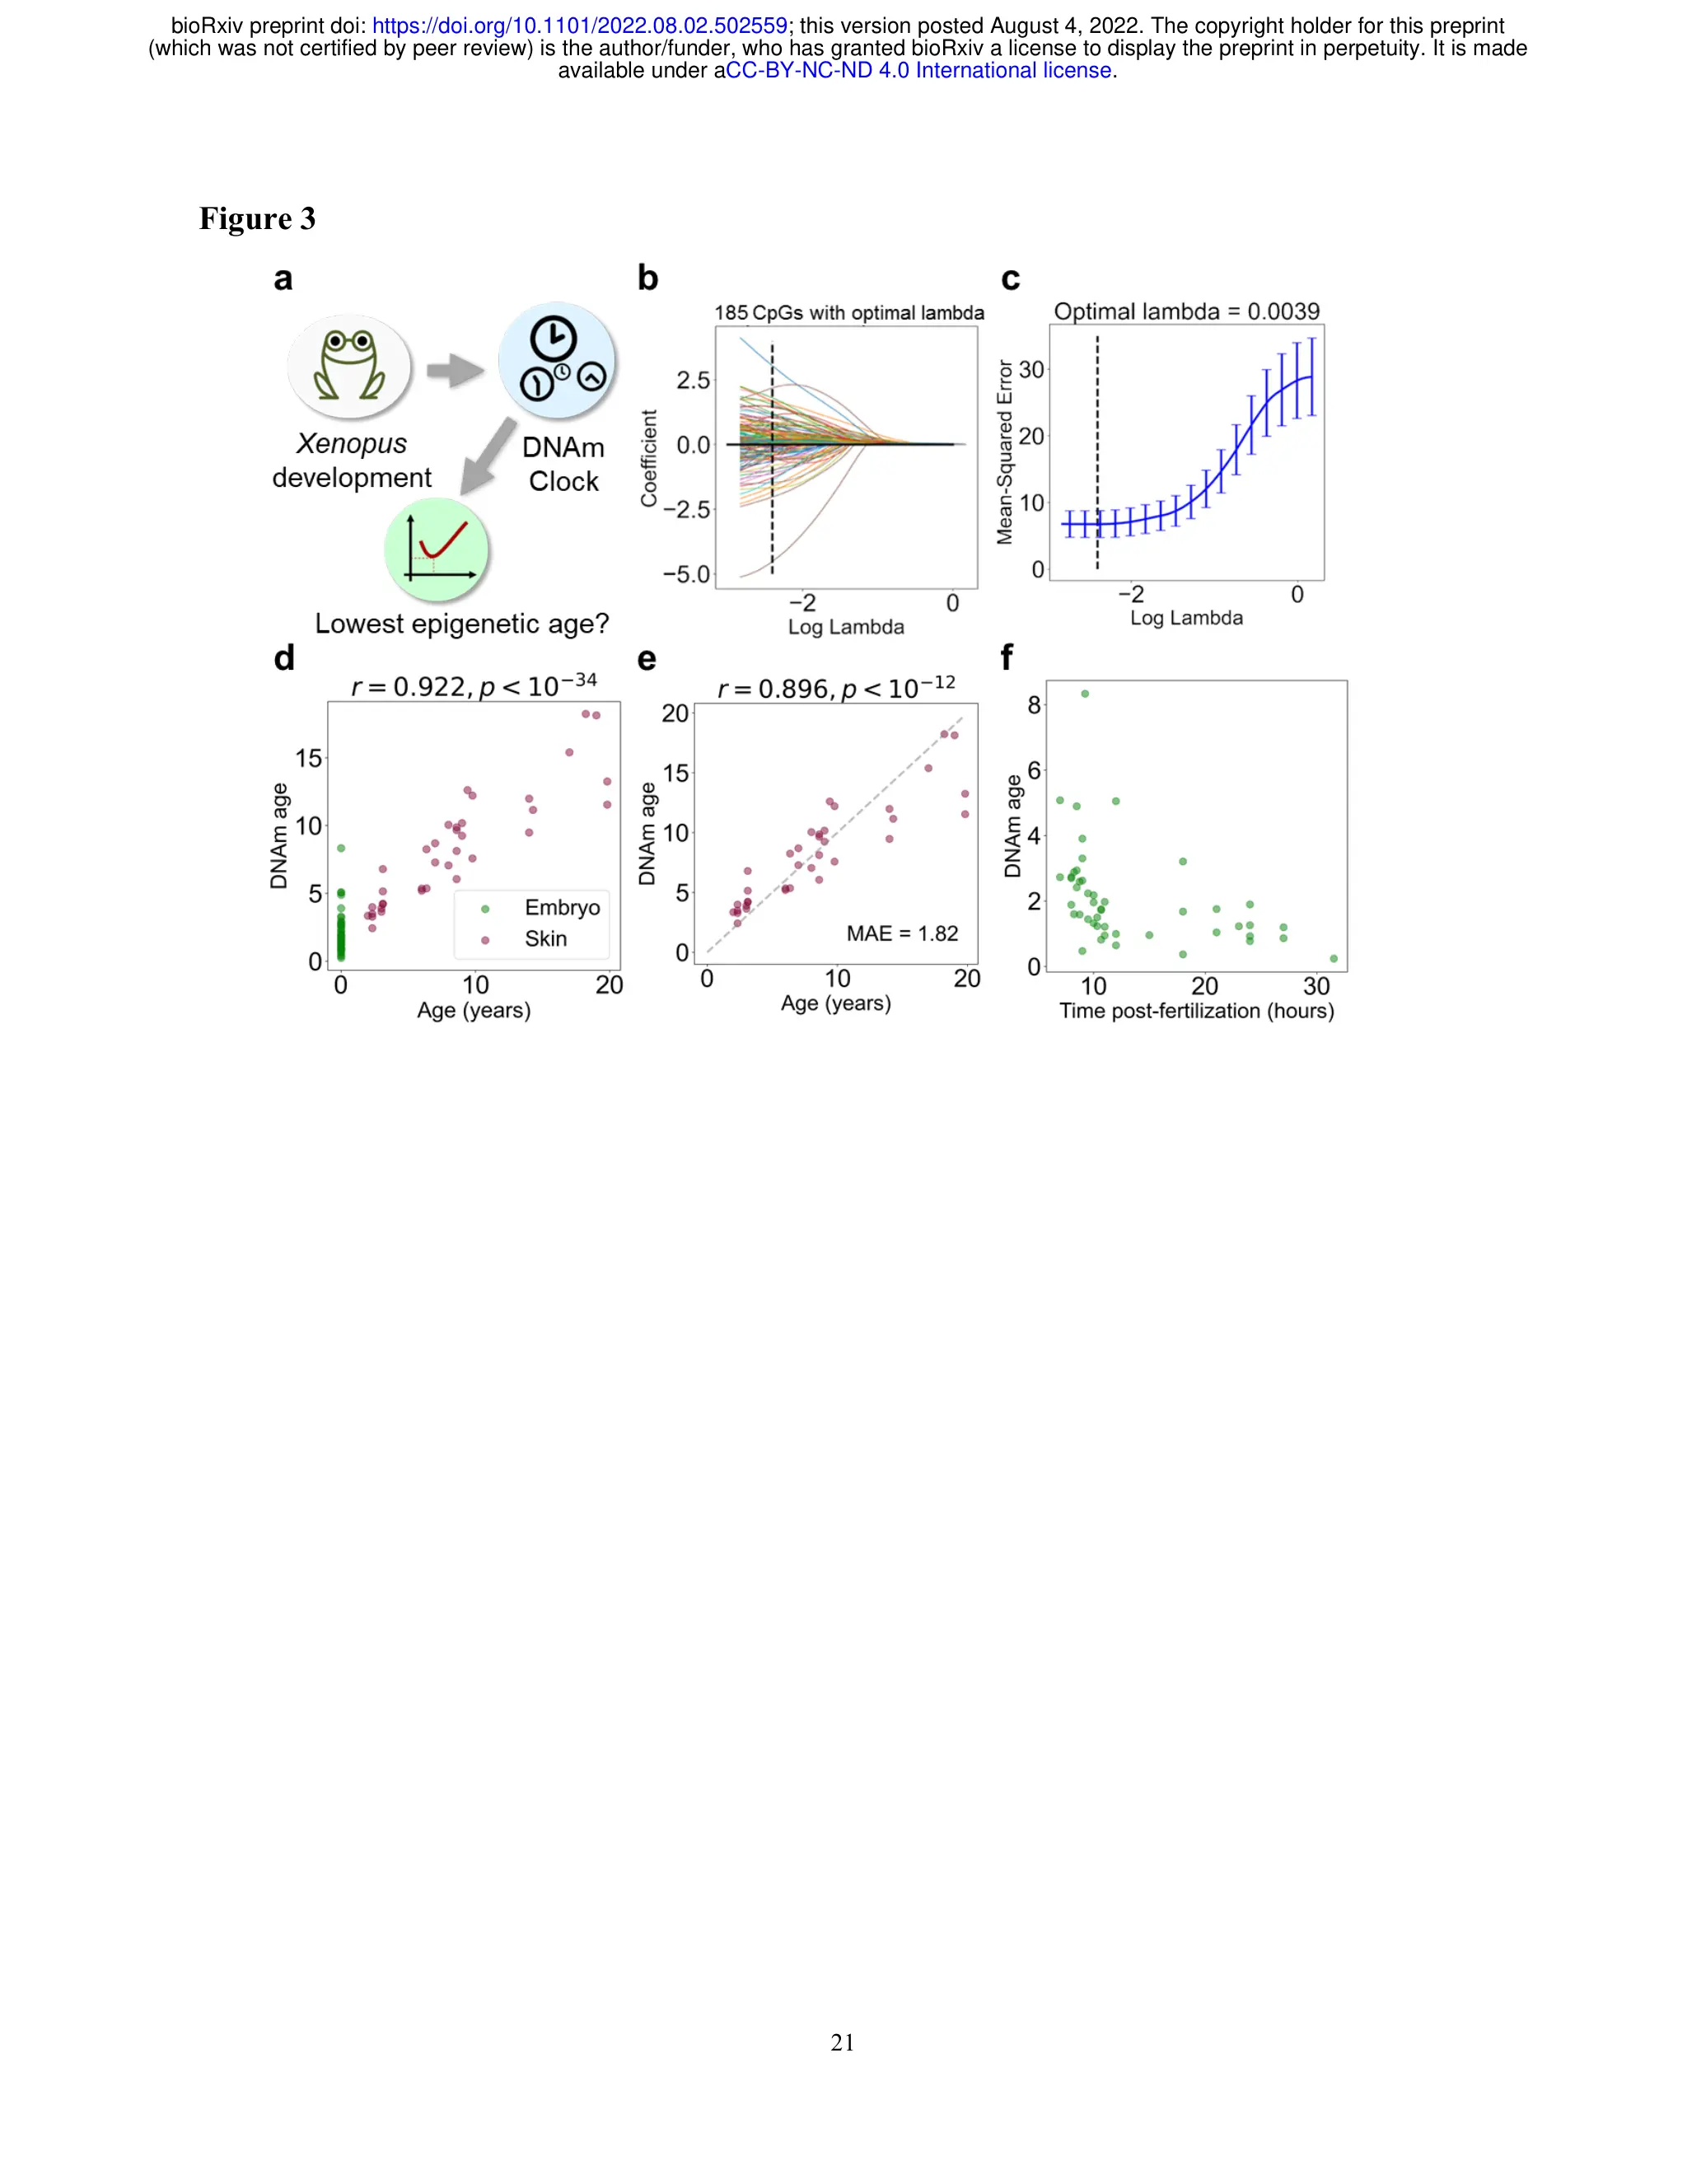 bioRxiv preprint doi: https://doi.org/10.1101/2022.08.02.502559; this version posted August 4, 2022. The copyright holder for this preprint
(which was not certified by peer review) is the author/funder, who has granted bioRxiv a license to display the preprint in perpetuity. It is made
available under aCC-BY-NC-ND 4.0 International license.
Figure 3
a
Xenopus
development
DNAm
Clock
Lowest epigenetic age?
b
185 CpGs with optimal lambda
Coefficient
2.5
0.0
−2.5
−5.0
−2
0
Log Lambda
c
Optimal lambda = 0.0039
Mean-Squared Error
30
20
10
0
−2
0
Log Lambda
d
r = 0.922, p < 10−34
DNAm age
15
10
5
0
Embryo
Skin
0
10
20
Age (years)
e
r = 0.896, p < 10−12
DNAm age
20
15
10
5
0
MAE = 1.82
0
10
20
Age (years)
f
DNAm age
8
6
4
2
0
10
20
30
Time post-fertilization (hours)
21